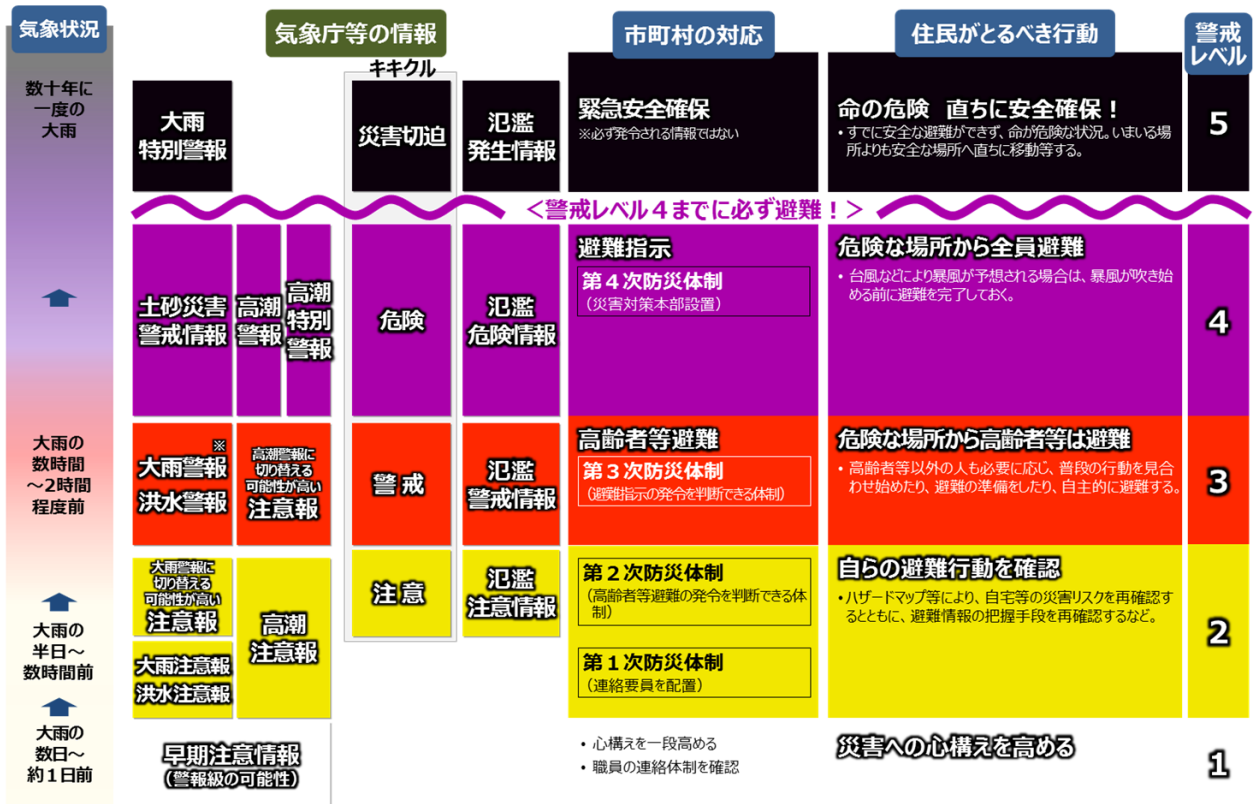 気象状況
気象庁等の情報
市町村の対応
住民がとるべき行動
警戒
レベル
キキクル
数十年に
一度の
大雨
大雨
特別警報
災害切迫
氾濫
発生情報
緊急安全確保
※必ず発令される情報ではない
命の危険 直ちに安全確保！
・すでに安全な避難ができず、命が危険な状況。いまいる場
所よりも安全な場所へ直ちに移動等する。
5
＜警戒レベル４までに必ず避難！＞
土砂災害
警戒情報
高潮
警報
高潮
特別
警報
危険
氾濫
危険情報
避難指示
第４次防災体制
（災害対策本部設置）
危険な場所から全員避難
・台風などにより暴風が予想される場合は、暴風が吹き始
める前に避難を完了しておく。
4
大雨の
数時間
～2時間
程度前
※
大雨警報
洪水警報
高潮警報に
切り替える
可能性が高い
注意報
警戒
氾濫
警戒情報
高齢者等避難
第３次防災体制
（避難指示の発令を判断できる体制）
危険な場所から高齢者等は避難
・高齢者等以外の人も必要に応じ、普段の行動を見合
わせ始めたり、避難の準備をしたり、自主的に避難する。
3
大雨の
半日～
数時間前
大雨警報に
切り替える
可能性が高い
注意報
大雨注意報
洪水注意報
高潮
注意報
注意
氾濫
注意情報
第２次防災体制
（高齢者等避難の発令を判断できる体
制）
第１次防災体制
（連絡要員を配置）
自らの避難行動を確認
・ハザードマップ等により、自宅等の災害リスクを再確認す
るとともに、避難情報の把握手段を再確認するなど。
2
大雨の
数日～
約１日前
早期注意情報
（警報級の可能性）
・心構えを一段高める
・職員の連絡体制を確認
災害への心構えを高める
1